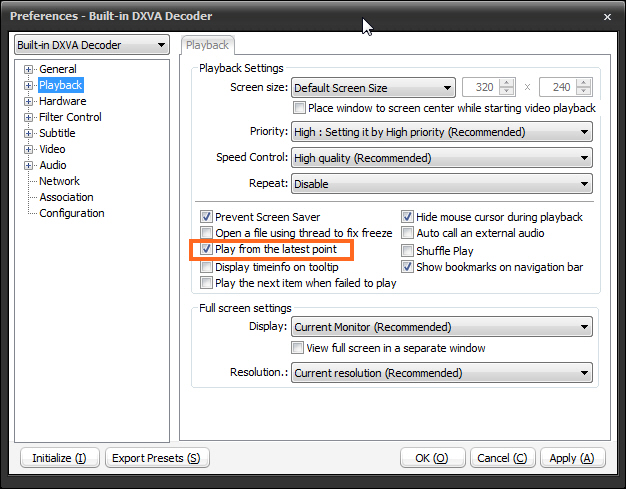 Preferences - Built-in DXVA Decoder
Built-in DXVA Decoder
General
Playback
Hardware
Filter Control
Subtitle
Video
Audio
Network
Association
Configuration
Playback
Playback Settings
Screen size: Default Screen Size 320 x 240
Place window to screen center while starting video playback
Priority: High : Setting it by High priority (Recommended)
Speed Control: High quality (Recommended)
Repeat: Disable
Prevent Screen Saver
Hide mouse cursor during playback
Open a file using thread to fix freeze
Auto call an external audio
Play from the latest point
Shuffle Play
Display timeinfo on tooltip
Show bookmarks on navigation bar
Play the next item when failed to play
Full screen settings
Display: Current Monitor (Recommended)
View full screen in a separate window
Resolution.: Current resolution (Recommended)
Initialize (I)
Export Presets (S)
OK (O)
Cancel (C)
Apply (A)